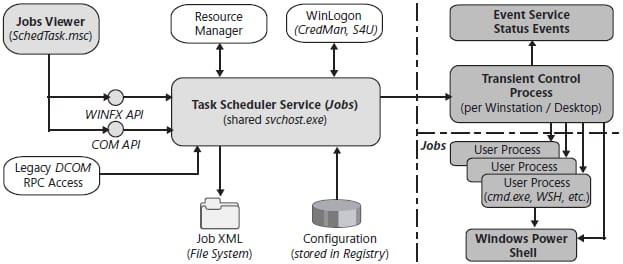 Jobs Viewer
(SchedTask.msc)
Resource
Manager
WinLogon
(CredMan, S4U)
Event Service
Status Events
WINFX API
COM API
Task Scheduler Service (Jobs)
(shared svchost.exe)
Transient Control
Process
(per Winstation / Desktop)
Legacy DCOM
RPC Access
Jobs
User Process
User Process
User Process
(cmd.exe, WSH, etc.)
Job XML
(File System)
Configuration
(stored in Registry)
Windows Power
Shell